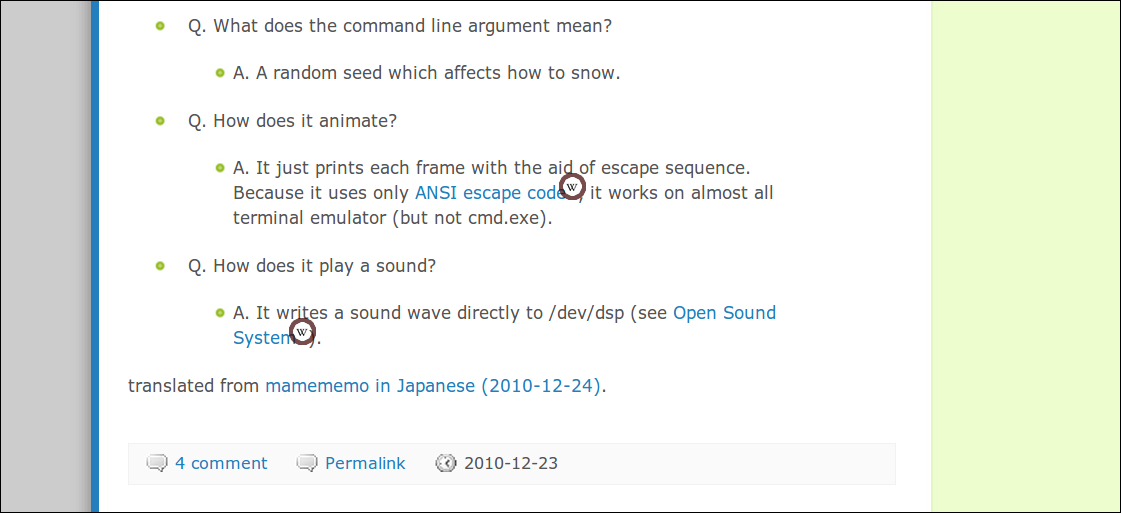 Q. What does the command line argument mean?
A. A random seed which affects how to snow.
Q. How does it animate?
A. It just prints each frame with the aid of escape sequence.
Because it uses only ANSI escape code W, it works on almost all
terminal emulator (but not cmd.exe).
Q. How does it play a sound?
A. It writes a sound wave directly to /dev/dsp (see Open Sound
System W).
translated from mamememo in Japanese (2010-12-24).
4 comment Permalink 2010-12-23